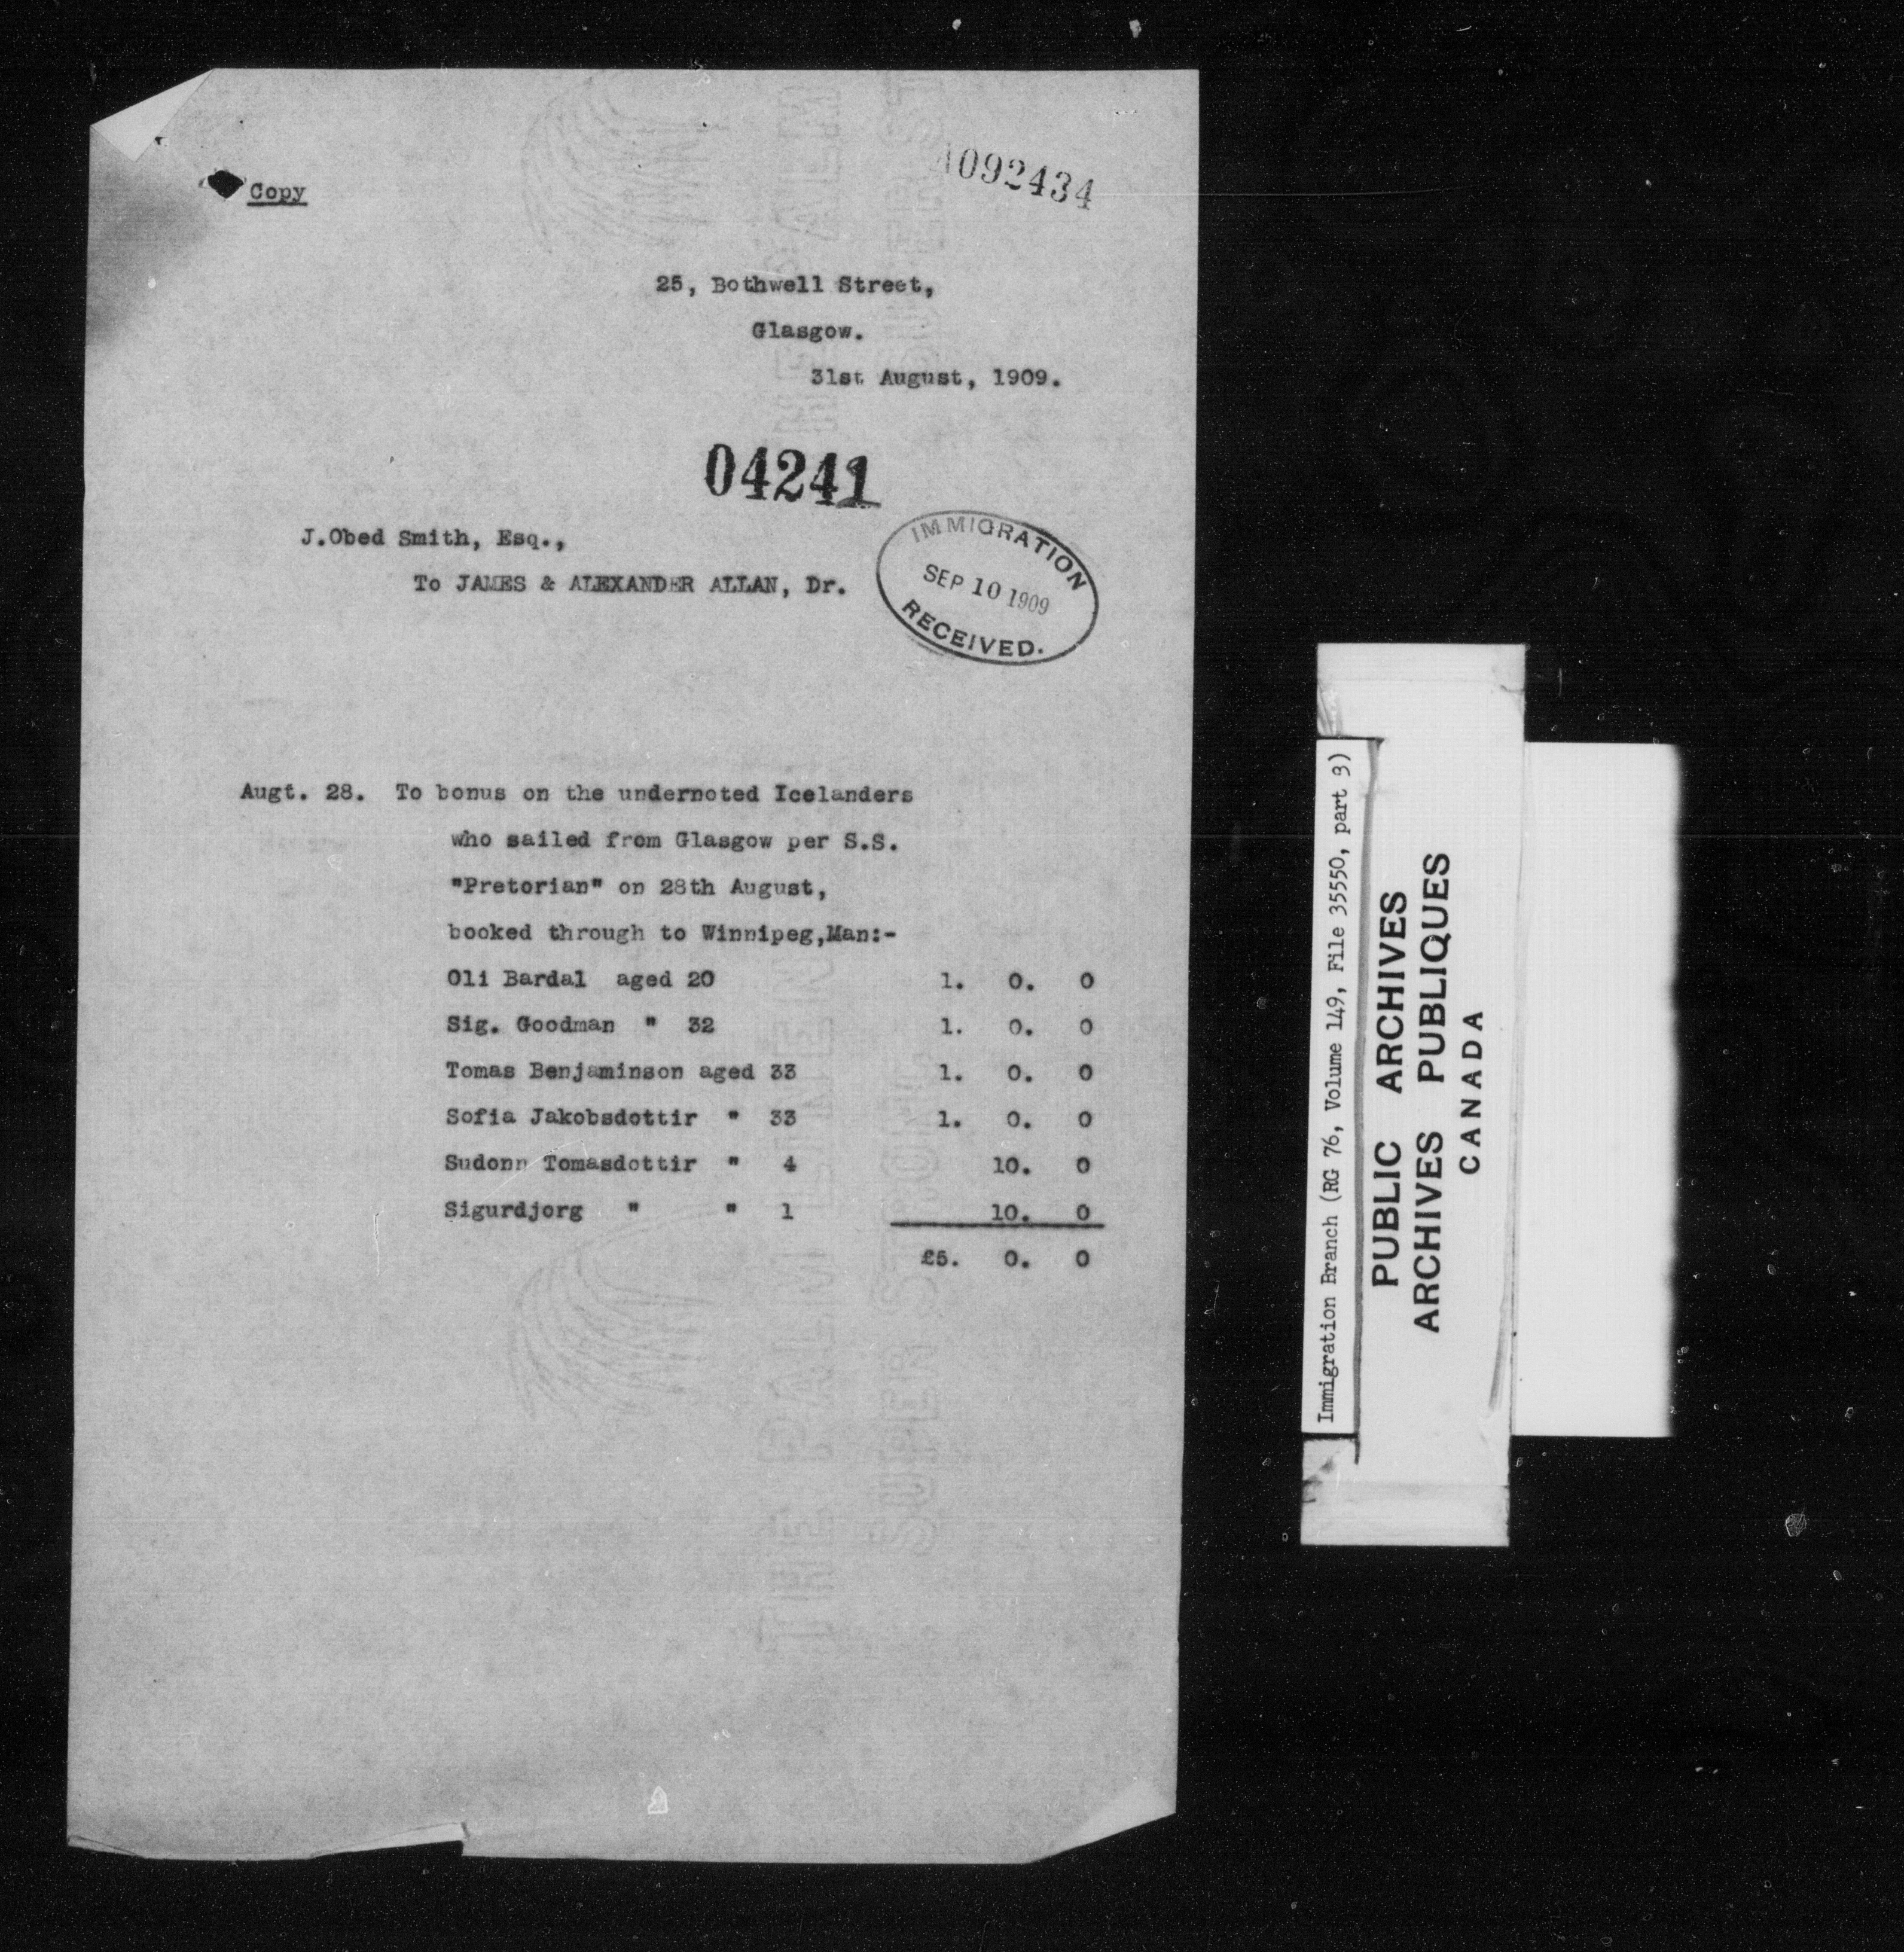 Copy
1092434
25, Bothwell Street,
Glasgow.
31st August, 1909.
04241
J.Obed Smith, Esq.,
To JAMES & ALEXANDER ALLAN, Dr.
IMMIGRATION
SEP 10 1909
RECEIVED.
Augt. 28. To bonus on the undernoted Icelanders
who sailed from Glasgow per S.S.
"Pretorian" on 28th August,
booked through to Winnipeg,Man:-
Oli Bardal aged 20 1. 0. 0
Sig. Goodman " 32 1. 0. 0
Tomas Benjaminson aged 33 1. 0. 0
Sofia Jakobsdottir " 33 1. 0. 0
Sudonn Tomasdottir " 4 10. 0
Sigurdjorg " " 1 10. 0
£5. 0. 0
Immigration Branch (RG 76, Volume 149, File 35550, part 3)
PUBLIC ARCHIVES
ARCHIVES PUBLIQUES
CANADA